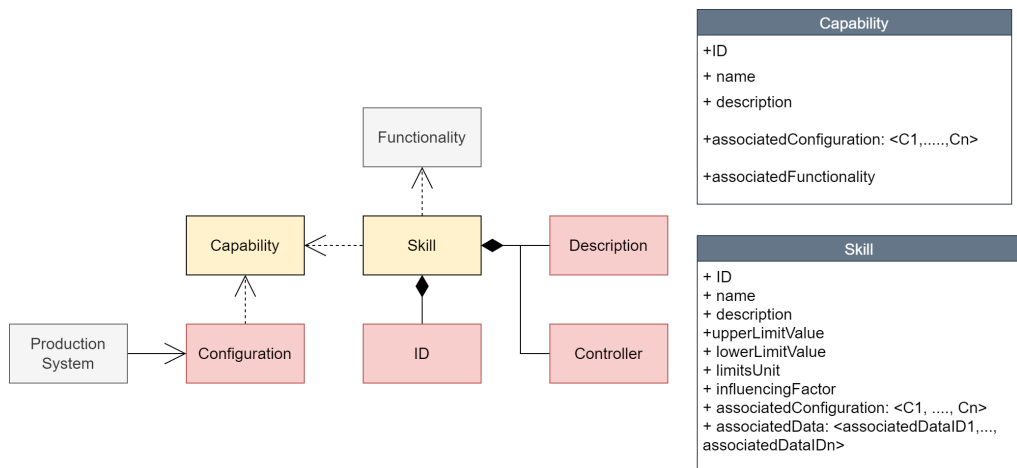 Functionality
Capability
Skill
Description
Production
System
Configuration
ID
Controller
Capability
+ID
+ name
+ description
+associatedConfiguration: <C1,.....,Cn>
+associatedFunctionality
Skill
+ ID
+ name
+ description
+upperLimitValue
+ lowerLimitValue
+ limitsUnit
+ influencingFactor
+ associatedConfiguration: <C1, ...., Cn>
+ associatedData: <associatedDataID1,...,
associatedDataIDn>